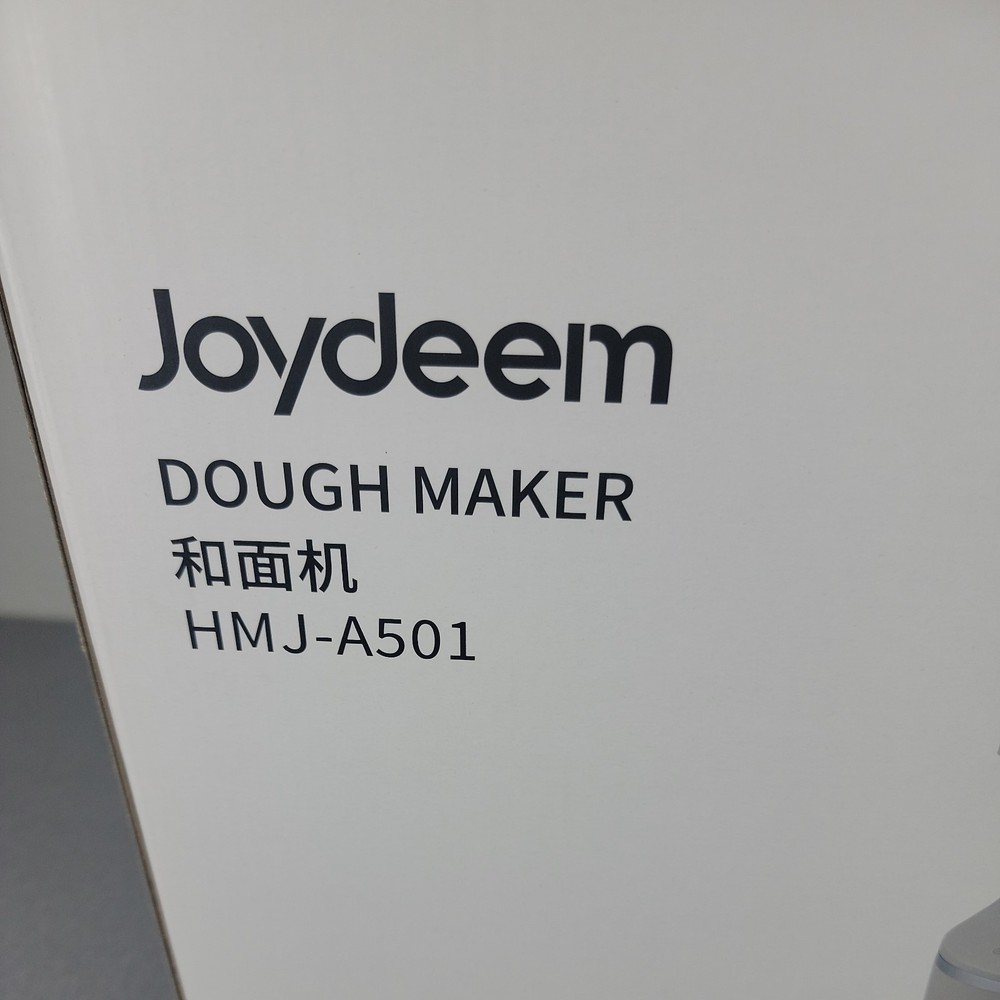 Joydeem
DOUGH MAKER
和面机
HMJ-A501